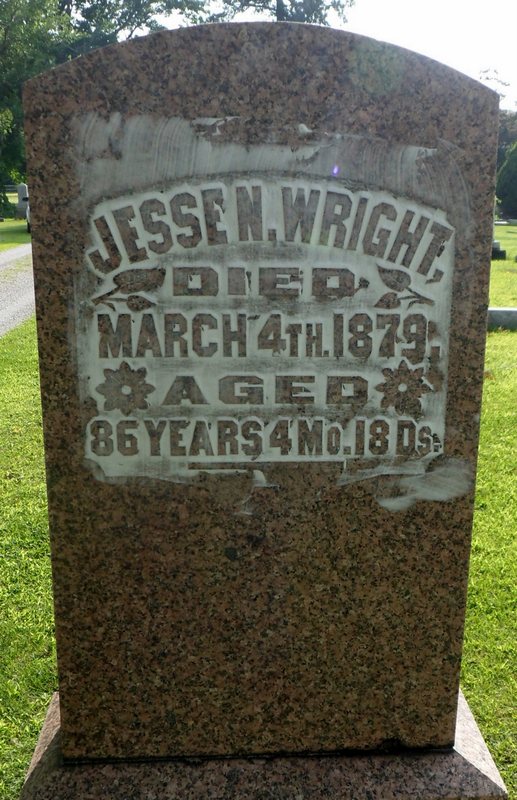 JESSE N. WRIGHT,
DIED
MARCH 4TH. 1879,
AGED
86 YEARS 4 MO. 18 DS.